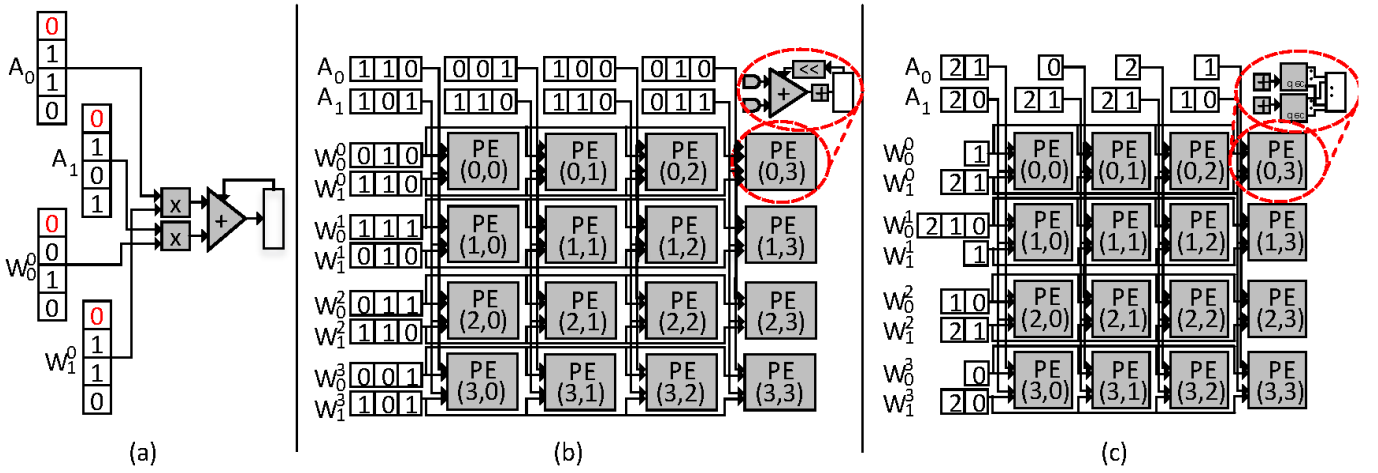 0
1
1
0
A0
0
1
0
1
A1
0
0
1
0
W0^0
0
1
1
0
W1^0
x
x
+
(a)
A0 1 1 0 0 0 1 1 0 0 0 1 0
A1 1 0 1 1 1 0 1 1 0 0 1 1
<<
+
+
W0^0 0 1 0 PE (0,0) PE (0,1) PE (0,2) PE (0,3)
W1^0 1 1 0
W0^1 1 1 1 PE (1,0) PE (1,1) PE (1,2) PE (1,3)
W1^1 0 1 0
W0^2 0 1 1 PE (2,0) PE (2,1) PE (2,2) PE (2,3)
W1^2 1 1 0
W0^3 0 0 1 PE (3,0) PE (3,1) PE (3,2) PE (3,3)
W1^3 1 0 1
(b)
A0 2 1 0 2 1
A1 2 0 2 1 2 1 1 0
+
+
W0^0 1 PE (0,0) PE (0,1) PE (0,2) PE (0,3)
W1^0 2 1
W0^1 2 1 0 PE (1,0) PE (1,1) PE (1,2) PE (1,3)
W1^1 1
W0^2 1 0 PE (2,0) PE (2,1) PE (2,2) PE (2,3)
W1^2 2 1
W0^3 0 PE (3,0) PE (3,1) PE (3,2) PE (3,3)
W1^3 2 0
(c)